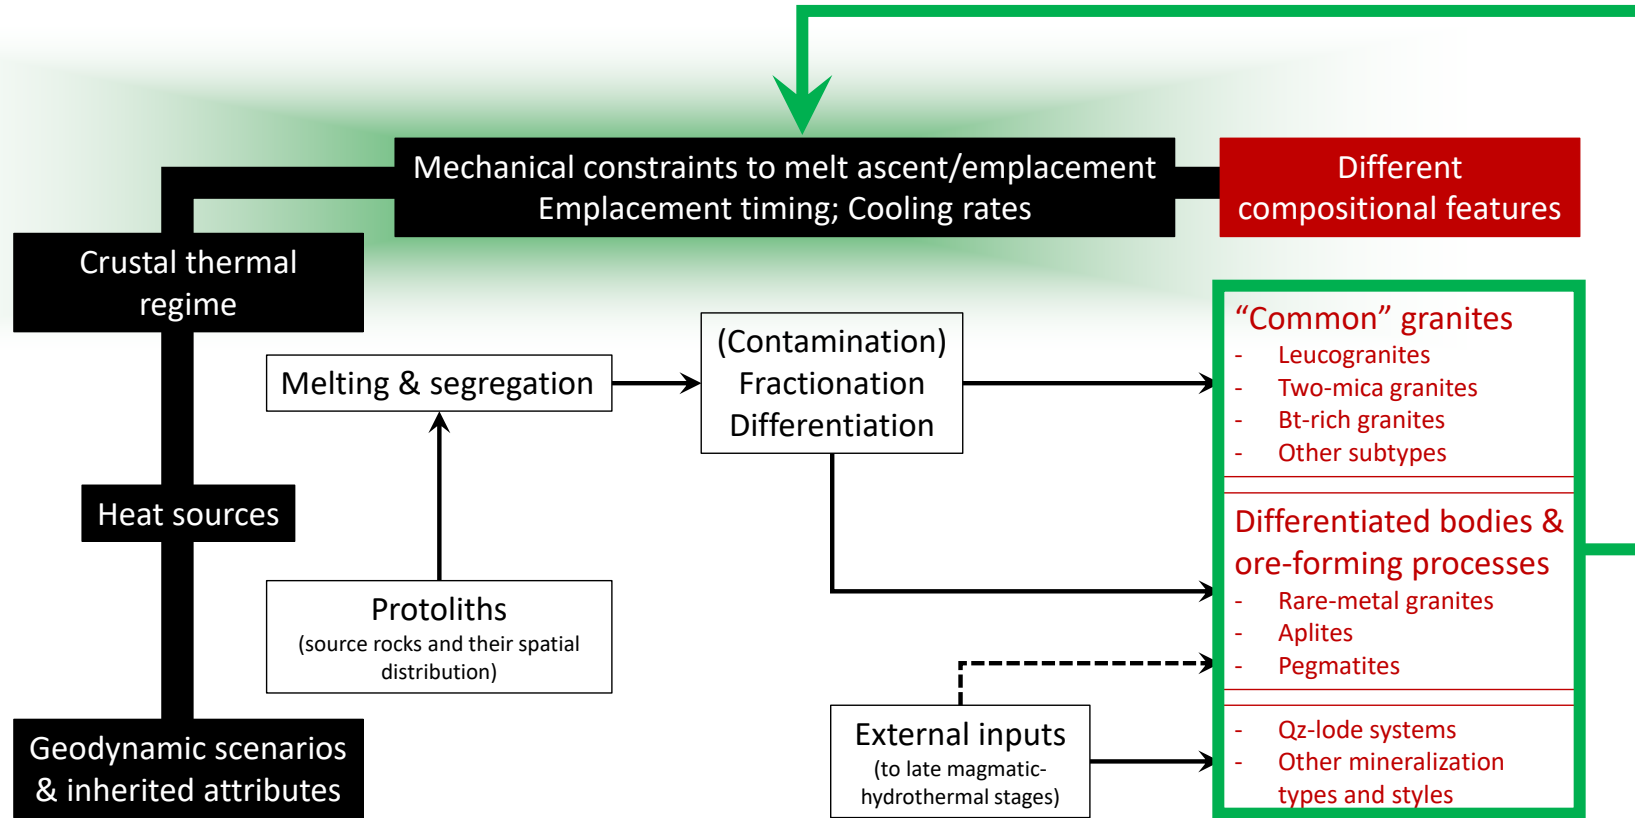 Mechanical constraints to melt ascent/emplacement
Emplacement timing; Cooling rates
Different
compositional features
Crustal thermal
regime
Heat sources
Geodynamic scenarios
& inherited attributes
Melting & segregation
Protoliths
(source rocks and their spatial
distribution)
(Contamination)
Fractionation
Differentiation
External inputs
(to late magmatic-
hydrothermal stages)
“Common” granites
- Leucogranites
- Two-mica granites
- Bt-rich granites
- Other subtypes
Differentiated bodies &
ore-forming processes
- Rare-metal granites
- Aplites
- Pegmatites
- Qz-lode systems
- Other mineralization
types and styles